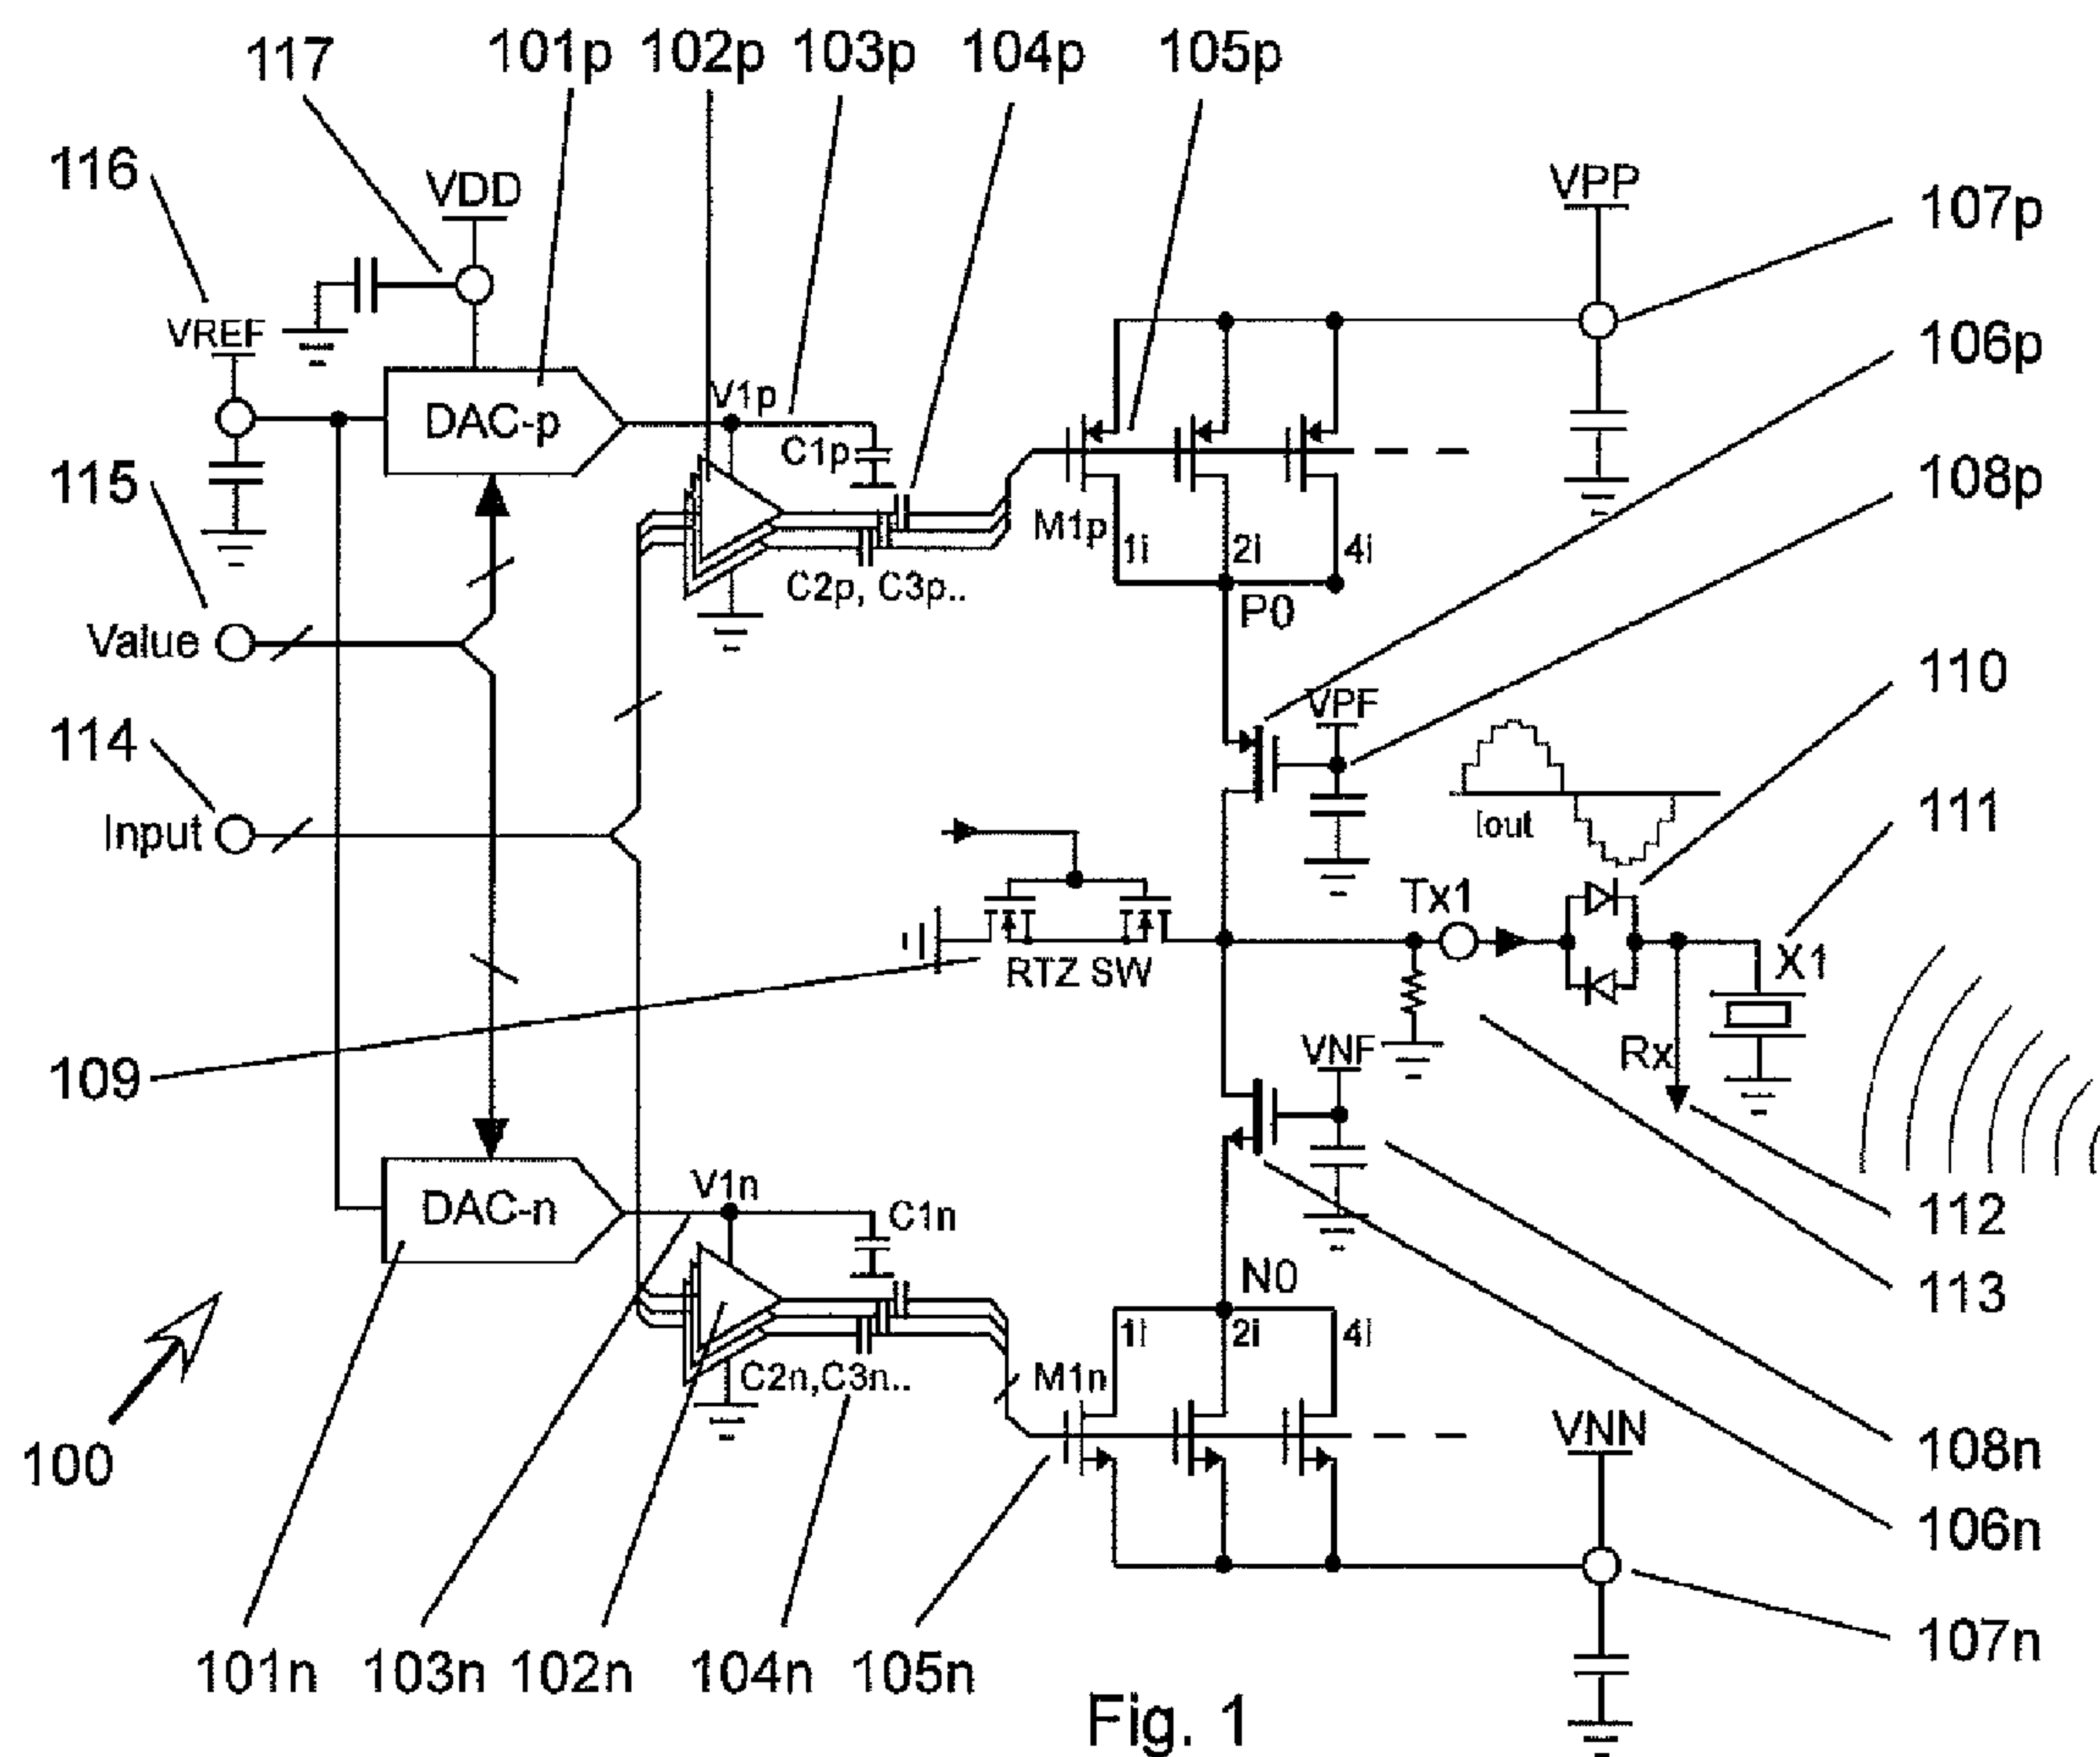 117 101p 102p 103p 104p 105p
116 VDD VPP 107p
VREF
106p
DAC-p V1p
C1p
115 108p
M1p 1i 2i 4i
C2p, C3p..
P0
Value 110
VPF
114
Input Iout 111
Tx1
X1
RTZ SW
109 VNF Rx
DAC-n V1n C1n 112
N0 113
1i 2i 4i
C2n,C3n.. M1n
VNN 108n
100
106n
107n
101n 103n 102n 104n 105n
Fig. 1